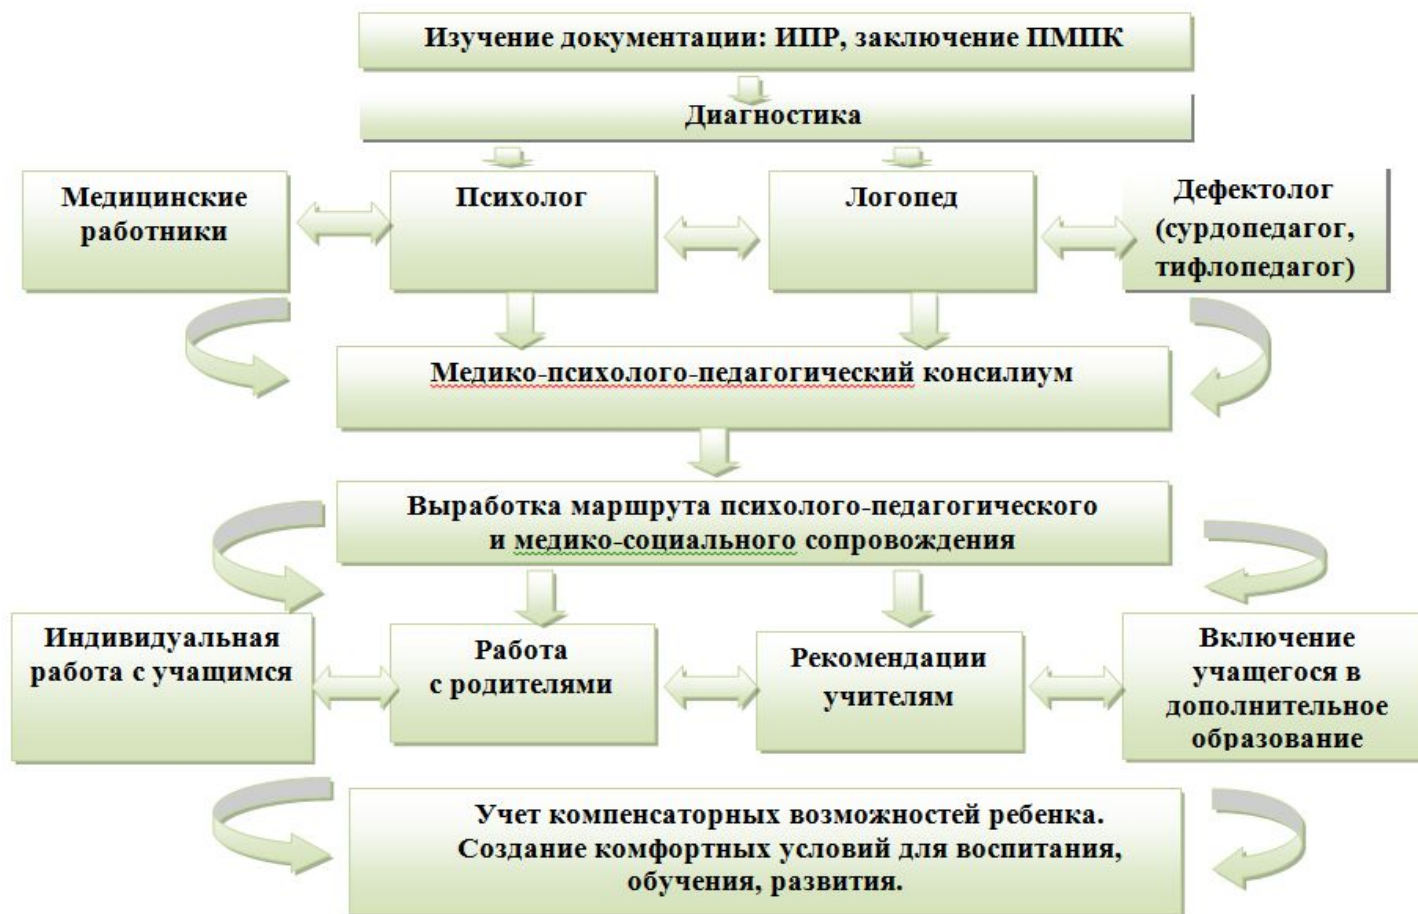 Изучение документации: ИПР, заключение ПМПК
Диагностика
Медицинские
работники
Психолог
Логопед
Дефектолог
(сурдопедагог,
тифлопедагог)
Медико-психолого-педагогический консилиум
Выработка маршрута психолого-педагогического
и медико-социального сопровождения
Индивидуальная
работа с учащимся
Работа
с родителями
Рекомендации
учителям
Включение
учащегося в
дополнительное
образование
Учет компенсаторных возможностей ребенка.
Создание комфортных условий для воспитания,
обучения, развития.